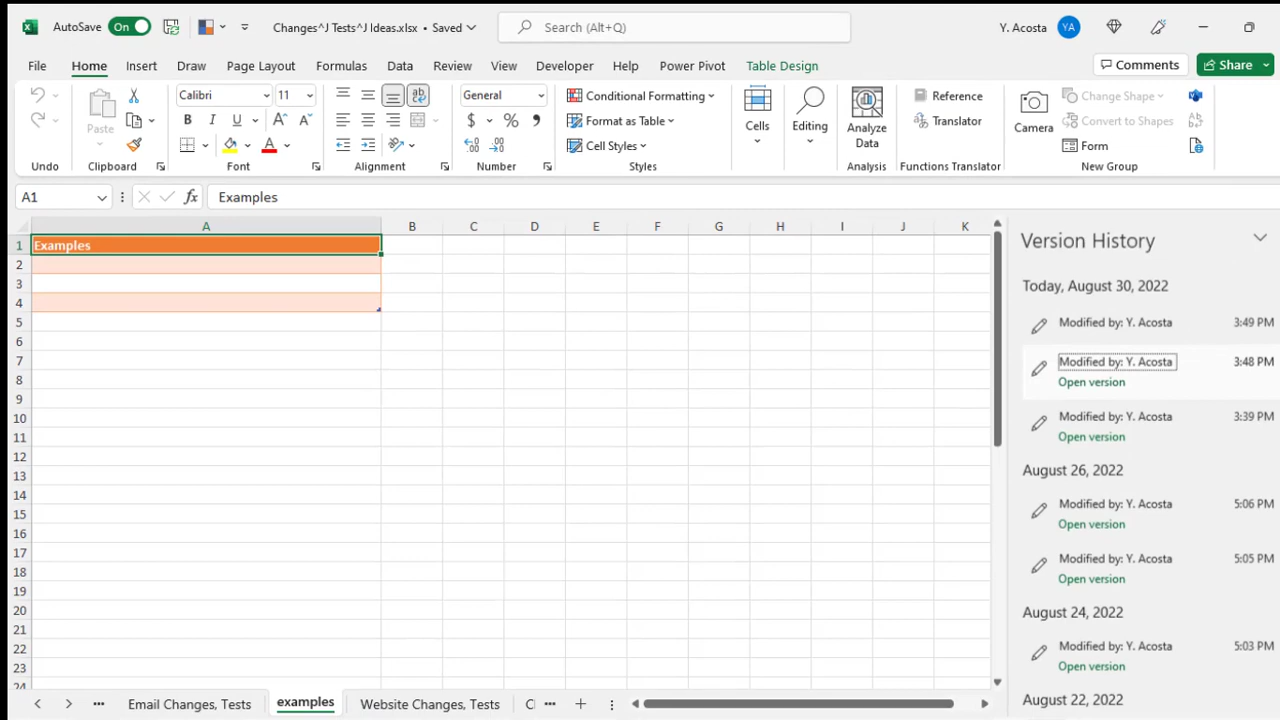 AutoSave On Changes^J Tests^J Ideas.xlsx • Saved Search (Alt+Q) Y. Acosta YA
File Home Insert Draw Page Layout Formulas Data Review View Developer Help Power Pivot Table Design Comments Share
Paste
Calibri 11
B I U A A
A
General
$ % 9
Conditional Formatting
Format as Table
Cell Styles
Cells
Editing
Analyze
Data
Reference
Translator
Camera
Change Shape
Convert to Shapes
Form
Undo Clipboard Font Alignment Number Styles Analysis Functions Translator New Group
A1 fx Examples
A B C D E F G H I J K
1 Examples
2
3
4
5
6
7
8
9
10
11
12
13
14
15
16
17
18
19
20
21
22
23
24
Version History
Today, August 30, 2022
Modified by: Y. Acosta 3:49 PM
Modified by: Y. Acosta 3:48 PM
Open version
Modified by: Y. Acosta 3:39 PM
Open version
August 26, 2022
Modified by: Y. Acosta 5:06 PM
Open version
Modified by: Y. Acosta 5:05 PM
Open version
August 24, 2022
Modified by: Y. Acosta 5:03 PM
Open version
August 22, 2022
Email Changes, Tests examples Website Changes, Tests